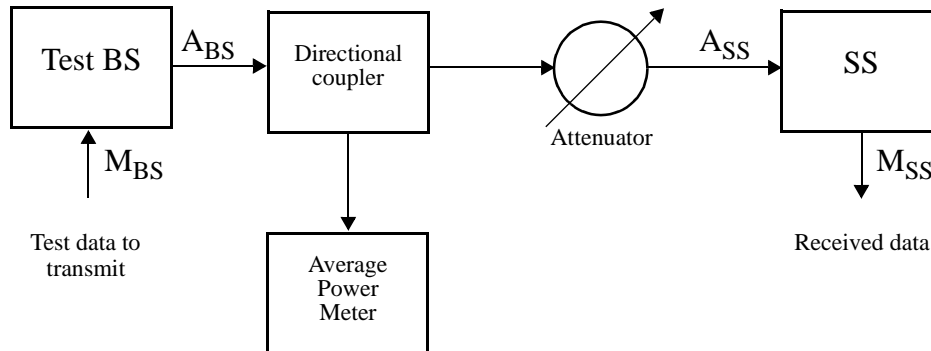 Test BS
A_BS
Directional
coupler
A_SS
SS
Attenuator
M_BS
M_SS
Test data to
transmit
Received data
Average
Power
Meter